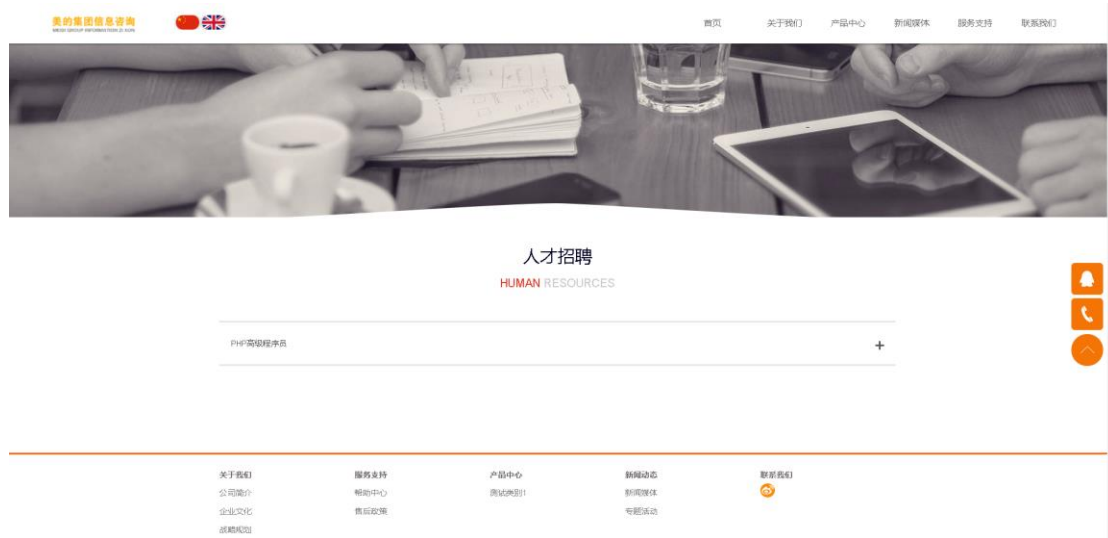 美的集团信息咨询
首页 关于我们 产品中心 新闻媒体 服务支持 联系我们
人才招聘
HUMAN RESOURCES
PHP高级程序员
+
关于我们 服务支持 产品中心 新闻动态 联系我们
公司简介 帮助中心 测试类别1 新闻媒体
企业文化 售后政策 专题活动
战略规划